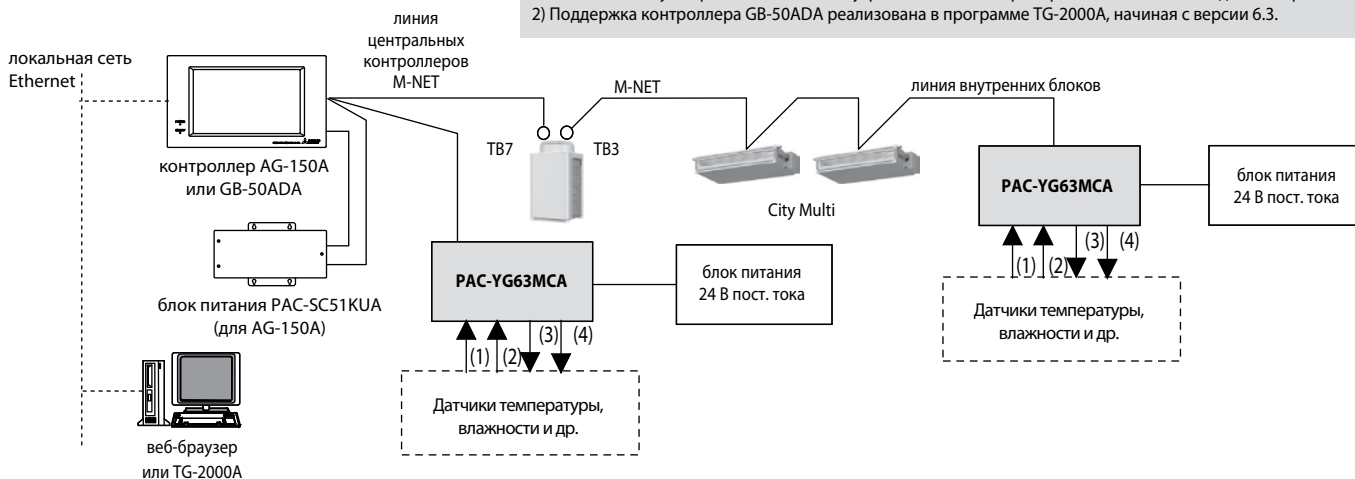 2) Поддержка контроллера GB-50ADA реализована в программе TG-2000A, начиная с версии 6.3.
локальная сеть
Ethernet
линия
центральных
контроллеров
M-NET
M-NET
линия внутренних блоков
TB7
TB3
контроллер AG-150A
или GB-50ADA
City Multi
PAC-YG63MCA
блок питания
24 В пост. тока
(1)
(2)
(3)
(4)
Датчики температуры,
влажности и др.
PAC-YG63MCA
блок питания
24 В пост. тока
(1)
(2)
(3)
(4)
Датчики температуры,
влажности и др.
блок питания PAC-SC51KUA
(для AG-150A)
веб-браузер
или TG-2000A